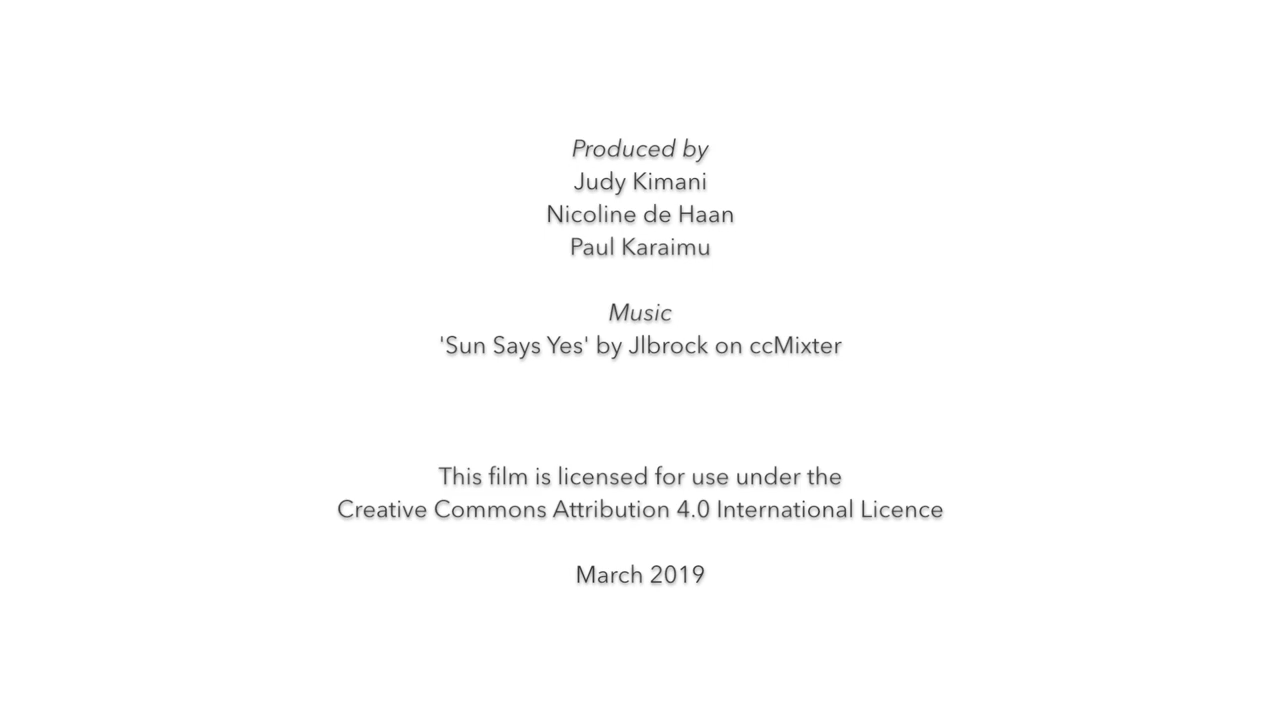 Produced by
Judy Kimani
Nicoline de Haan
Paul Karaimu
Music
'Sun Says Yes' by Jlbrock on ccMixter
This film is licensed for use under the
Creative Commons Attribution 4.0 International Licence
March 2019